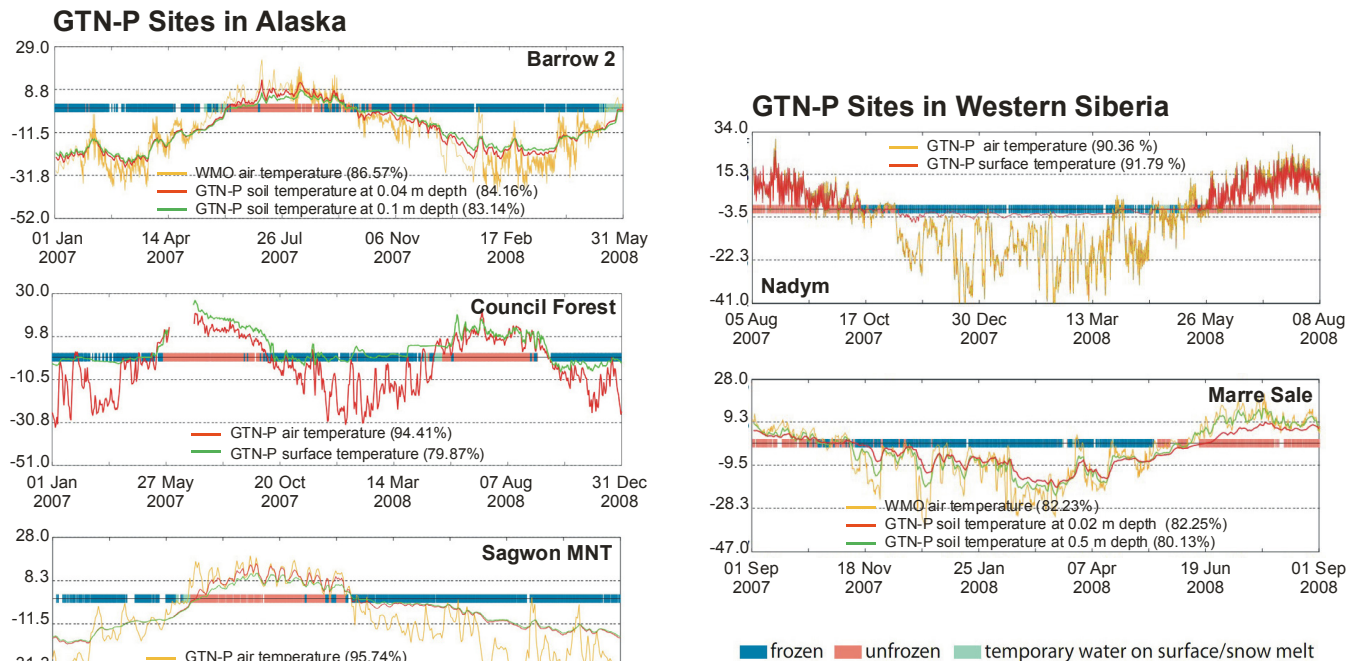 GTN-P Sites in Alaska
29.0
8.8
-11.5
-31.8
-52.0
Barrow 2
WMO air temperature (86.57%)
GTN-P soil temperature at 0.04 m depth (84.16%)
GTN-P soil temperature at 0.1 m depth (83.14%)
01 Jan 14 Apr 26 Jul 06 Nov 17 Feb 31 May
2007 2007 2007 2007 2008 2008
30.0
9.8
-10.5
-30.8
-51.0
Council Forest
GTN-P air temperature (94.41%)
GTN-P surface temperature (79.87%)
01 Jan 27 May 20 Oct 14 Mar 07 Aug 31 Dec
2007 2007 2007 2008 2008 2008
28.0
8.3
-11.5
Sagwon MNT
GTN-P air temperature (95.74%)
GTN-P Sites in Western Siberia
34.0
15.3
-3.5
-22.3
-41.0
GTN-P air temperature (90.36 %)
GTN-P surface temperature (91.79 %)
Nadym
05 Aug 17 Oct 30 Dec 13 Mar 26 May 08 Aug
2007 2007 2007 2008 2008 2008
28.0
9.3
-9.5
-28.3
-47.0
Marre Sale
WMO air temperature (82.23%)
GTN-P soil temperature at 0.02 m depth (82.25%)
GTN-P soil temperature at 0.5 m depth (80.13%)
01 Sep 18 Nov 25 Jan 07 Apr 19 Jun 01 Sep
2007 2007 2008 2008 2008 2008
frozen unfrozen temporary water on surface/snow melt